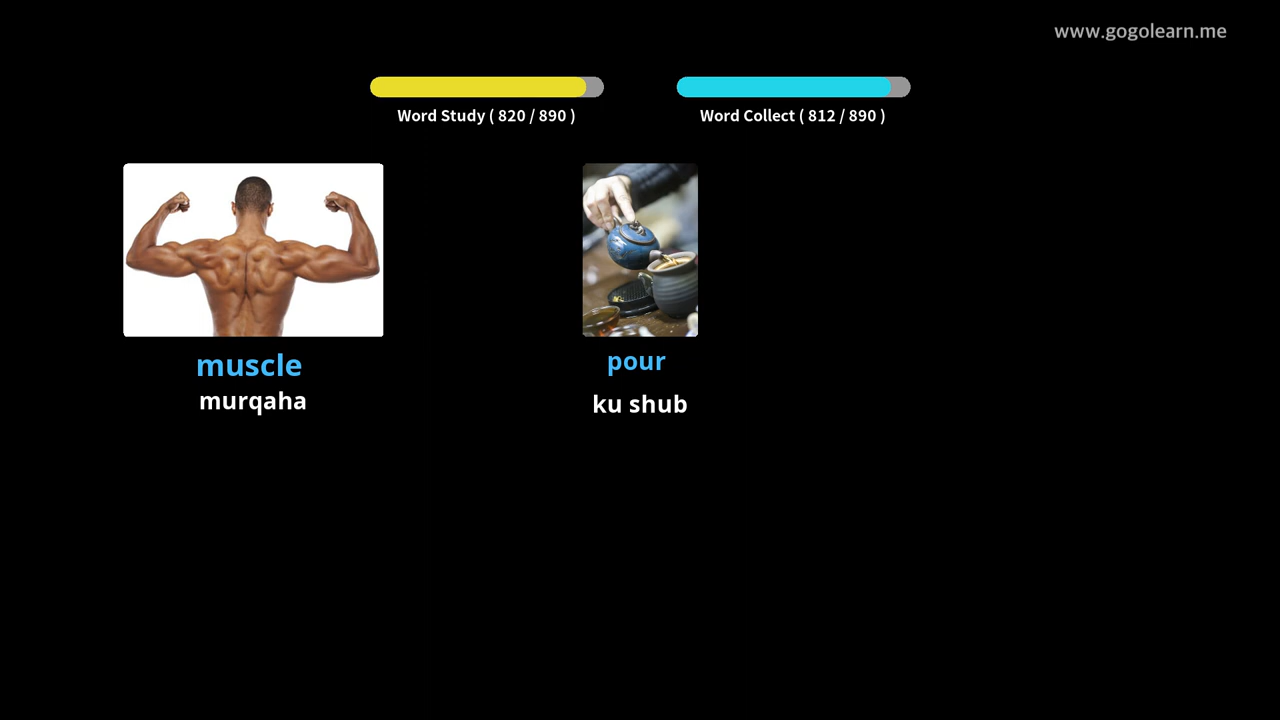 www.gogolearn.me
Word Study ( 820 / 890 )
Word Collect ( 812 / 890 )
muscle
murqaha
pour
ku shub